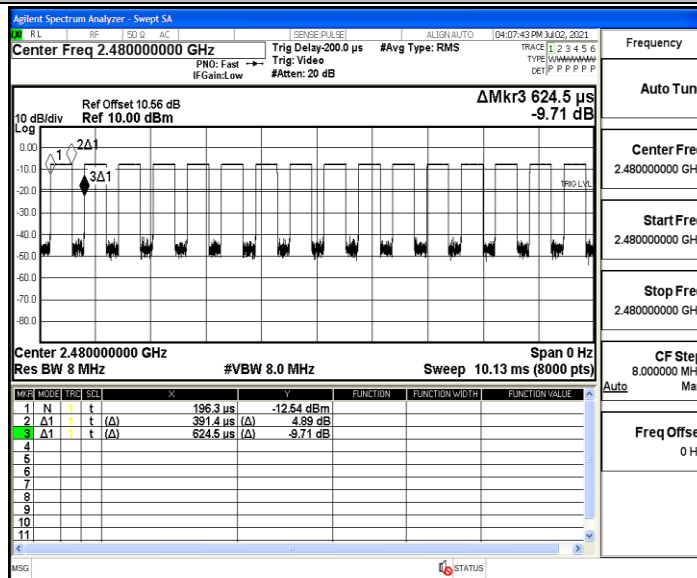 Agilent Spectrum Analyzer - Swept SA
RL RF 50 Ω AC SENSE:PULSE ALIGN AUTO 04:07:43 PM Jul 02, 2021
Center Freq 2.480000000 GHz
PNO: Fast
IFGain:Low
Trig Delay-200.0 µs
Trig: Video
#Atten: 20 dB
#Avg Type: RMS
TRACE 1 2 3 4 5 6
TYPE WWWWWW
DET P P P P P P
ΔMkr3 624.5 µs
-9.71 dB
Ref Offset 10.56 dB
10 dB/div Ref 10.00 dBm
Log
0.00
-10.0
-20.0
-30.0
-40.0
-50.0
-60.0
-70.0
-80.0
1
2Δ1
3Δ1
TRIG LVL
Center 2.480000000 GHz Span 0 Hz
Res BW 8 MHz #VBW 8.0 MHz Sweep 10.13 ms (8000 pts)
MKR MODE TRC SCL X Y FUNCTION FUNCTION WIDTH FUNCTION VALUE
1 N 1 t 196.3 µs -12.54 dBm
2 Δ1 1 t (Δ) 391.4 µs (Δ) 4.89 dB
3 Δ1 1 t (Δ) 624.5 µs (Δ) -9.71 dB
4
5
6
7
8
9
10
11
MSG STATUS
Frequency
Auto Tun
Center Fre
2.480000000 GH
Start Fre
2.480000000 GH
Stop Fre
2.480000000 GH
CF Ste
8.000000 MH
Auto Ma
Freq Offse
0 H